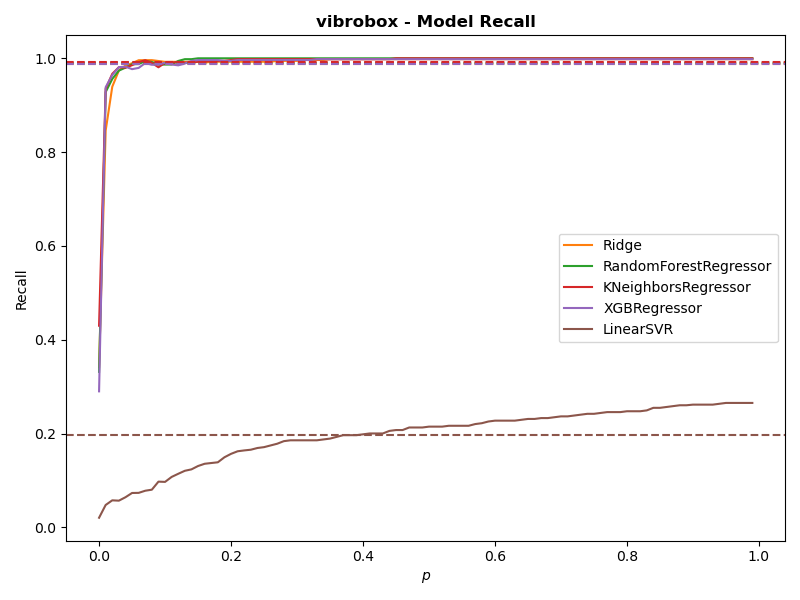 vibrobox - Model Recall
Recall
1.0
0.8
0.6
0.4
0.2
0.0
Ridge
RandomForestRegressor
KNeighborsRegressor
XGBRegressor
LinearSVR
0.0 0.2 0.4 0.6 0.8 1.0
p